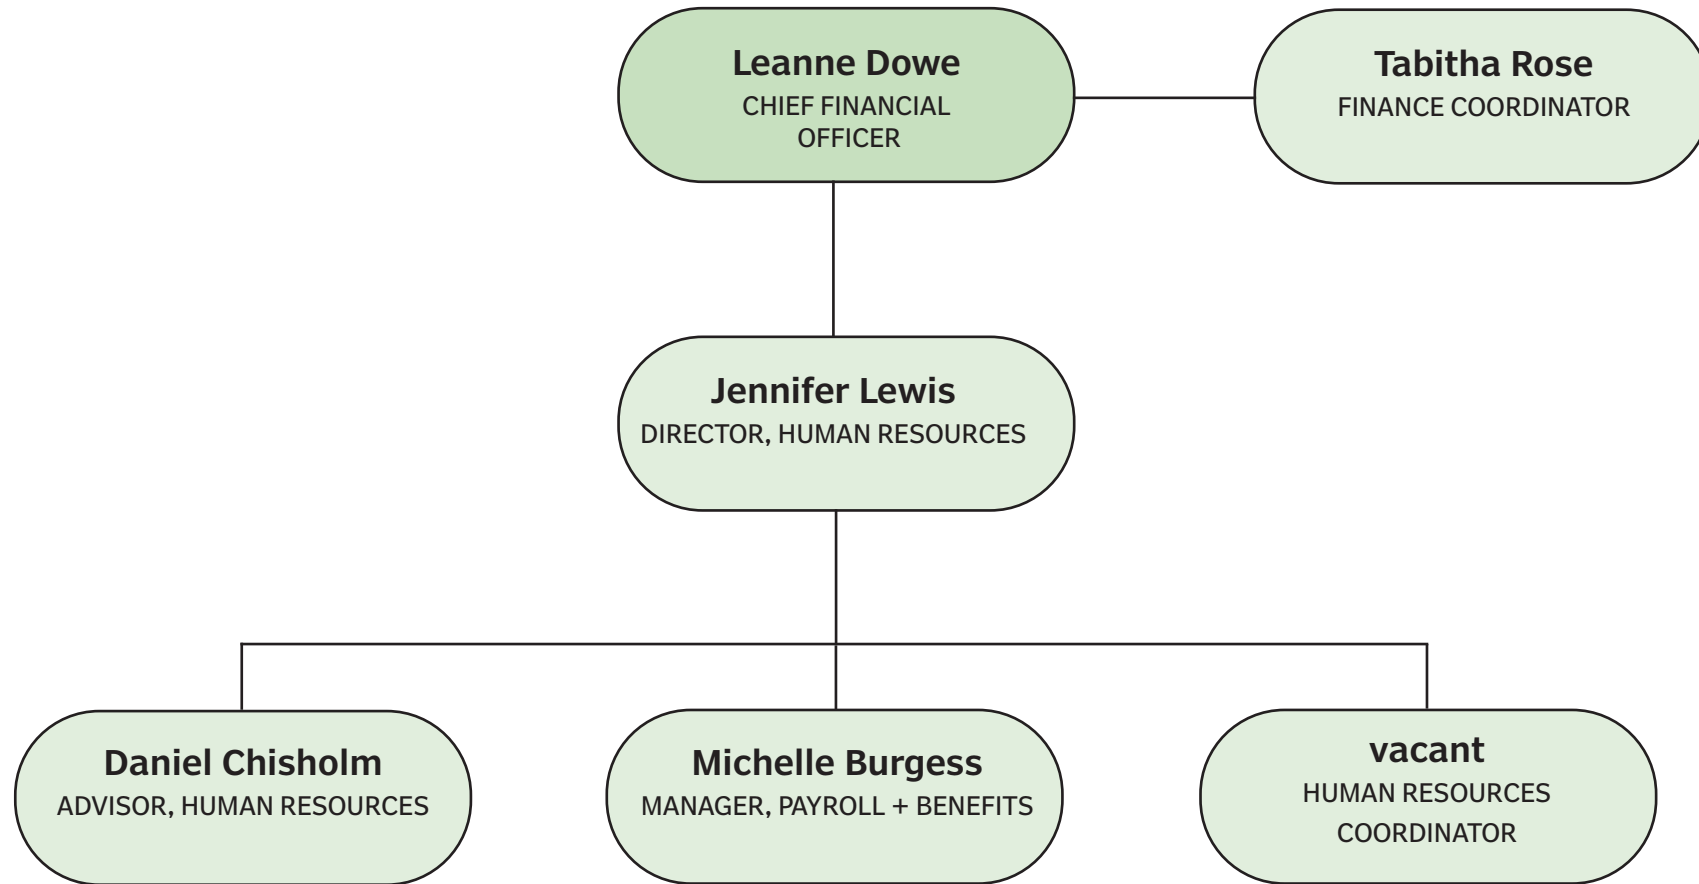 Leanne Dowe
CHIEF FINANCIAL
OFFICER
Tabitha Rose
FINANCE COORDINATOR
Jennifer Lewis
DIRECTOR, HUMAN RESOURCES
Daniel Chisholm
ADVISOR, HUMAN RESOURCES
Michelle Burgess
MANAGER, PAYROLL + BENEFITS
vacant
HUMAN RESOURCES
COORDINATOR